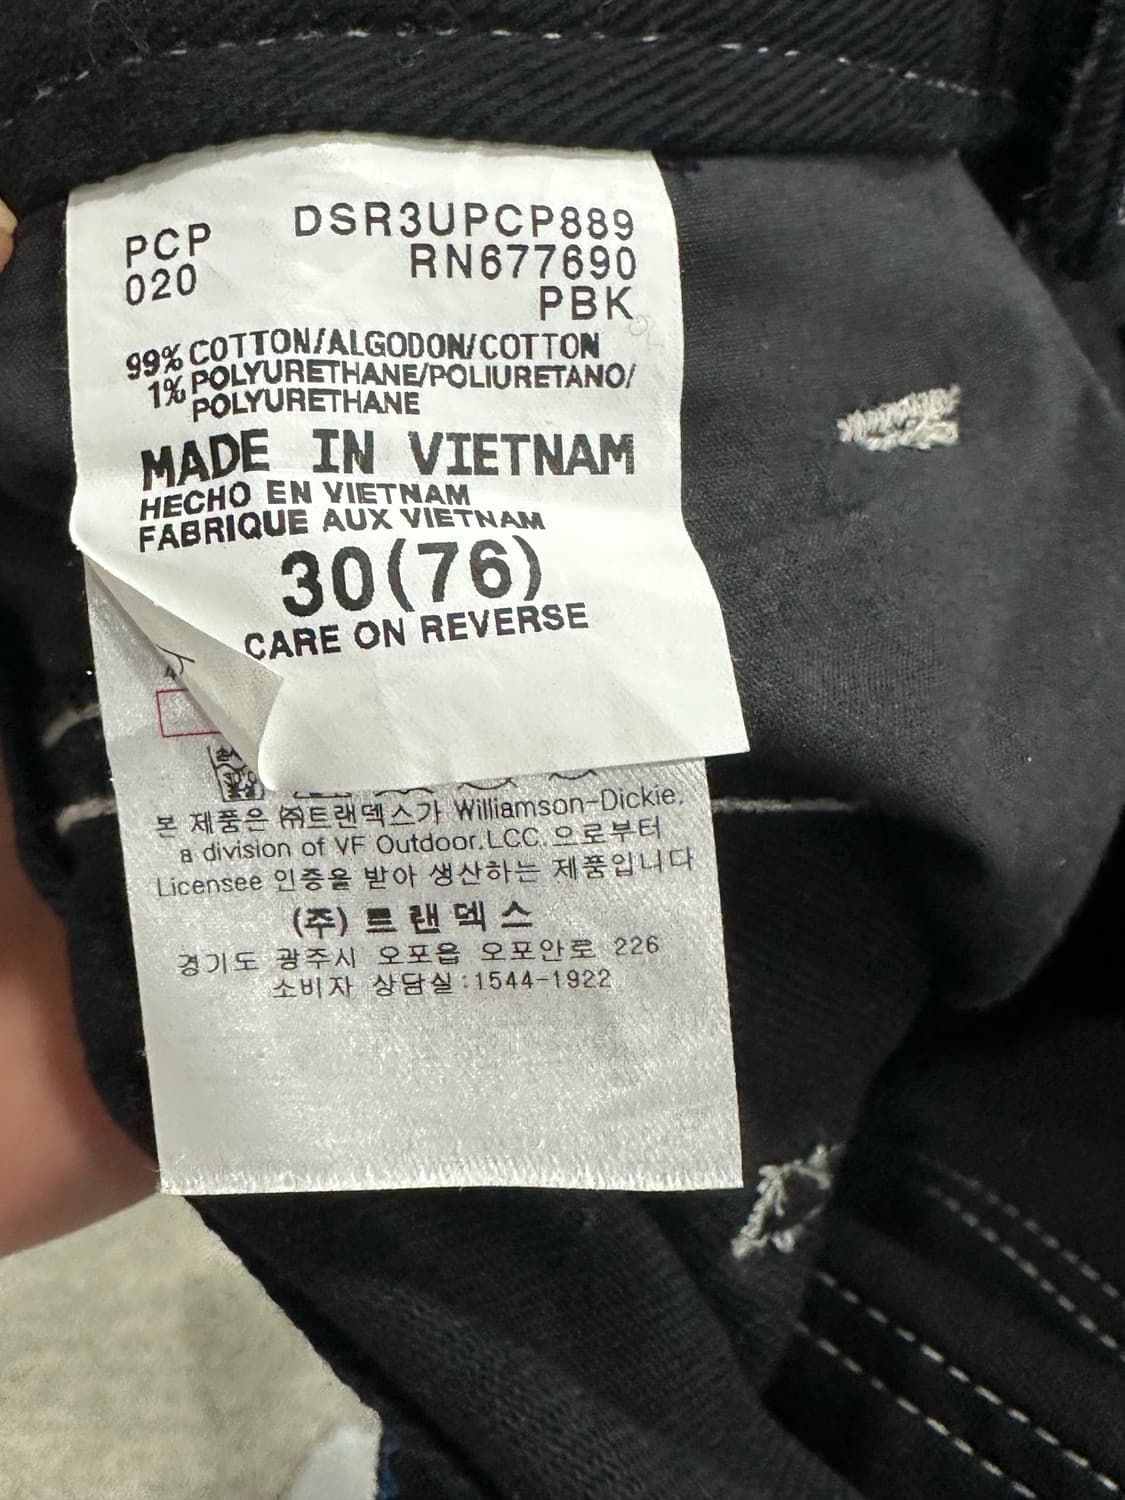 PCP DSR3UPCP889
020 RN677690
PBK
99% COTTON/ALGODON/COTTON
1% POLYURETHANE/POLIURETANO/
POLYURETHANE
MADE IN VIETNAM
HECHO EN VIETNAM
FABRIQUE AUX VIETNAM
30(76)
CARE ON REVERSE
본 제품은 ㈜트랜덱스가 Williamson-Dickie.
a division of VF Outdoor.LCC.으로부터
Licensee 인증을 받아 생산하는 제품입니다
(주) 트랜덱스
경기도 광주시 오포읍 오포안로 226
소비자 상담실:1544-1922